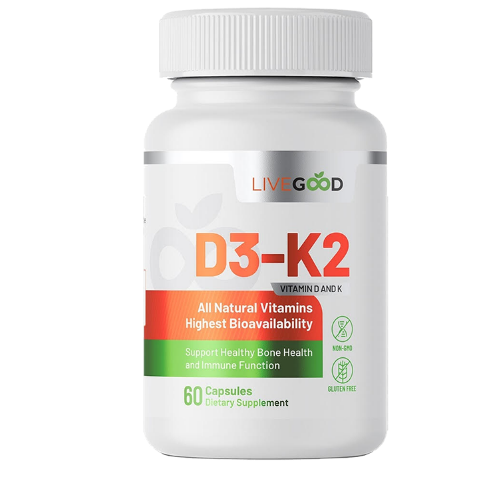 LIVEGOOD
D3-K2
VITAMIN D AND K
All Natural Vitamins
Highest Bioavailability
Support Healthy Bone Health
and Immune Function
60 Capsules
Dietary Supplement
NON-GMO
GLUTEN FREE